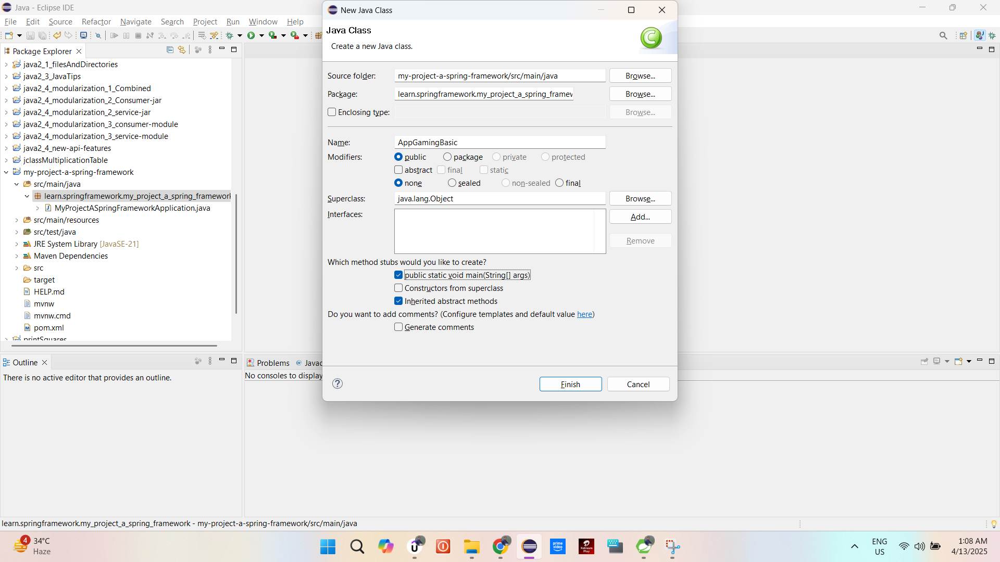 Java - Eclipse IDE
File Edit Source Refactor Navigate Search Project Run Window Help
Package Explorer
java2_1_filesAndDirectories
java2_3_JavaTips
java2_4_modularization_1_Combined
java2_4_modularization_2_Consumer-jar
java2_4_modularization_2_service-jar
java2_4_modularization_3_consumer-module
java2_4_modularization_3_service-module
java2_4_new-api-features
jclassMultiplicationTable
my-project-a-spring-framework
src/main/java
learn.springframework.my_project_a_spring_framework
MyProjectASpringFrameworkApplication.java
src/main/resources
src/test/java
JRE System Library [JavaSE-21]
Maven Dependencies
src
target
HELP.md
mvnw
mvnw.cmd
pom.xml
printSquares
Outline
There is no active editor that provides an outline.
Problems @ Javac
No consoles to display
New Java Class
Java Class
Create a new Java class.
Source folder: my-project-a-spring-framework/src/main/java Browse...
Package: learn.springframework.my_project_a_spring_framew Browse...
Enclosing type: Browse...
Name: AppGamingBasic
Modifiers: public package private protected
abstract final static
none sealed non-sealed final
Superclass: java.lang.Object Browse...
Interfaces: Add...
Remove
Which method stubs would you like to create?
public static void main(String[] args)
Constructors from superclass
Inherited abstract methods
Do you want to add comments? (Configure templates and default value here)
Generate comments
Finish Cancel
learn.springframework.my_project_a_spring_framework - my-project-a-spring-framework/src/main/java
4 34°C
Haze
prime video
Xstream Play
ENG
US
1:08 AM
4/13/2025